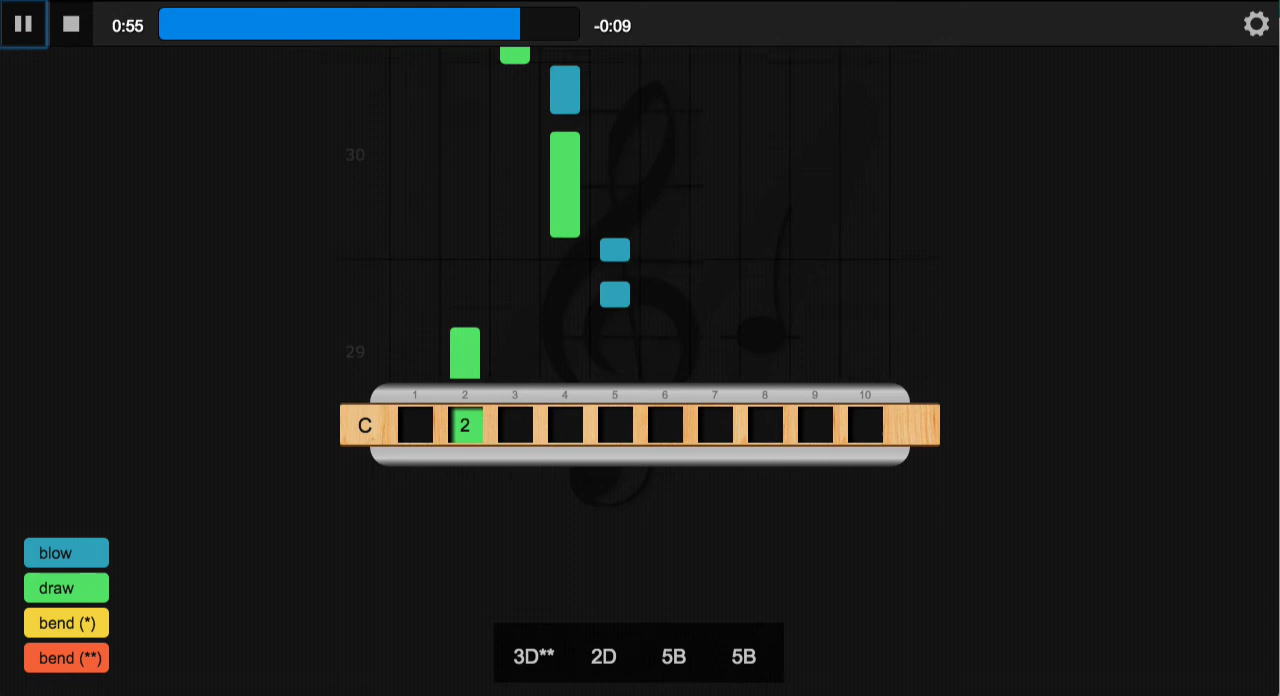 0:55 -0:09
30
29
1 2 3 4 5 6 7 8 9 10
C 2
blow
draw
bend (*)
bend (**)
3D** 2D 5B 5B